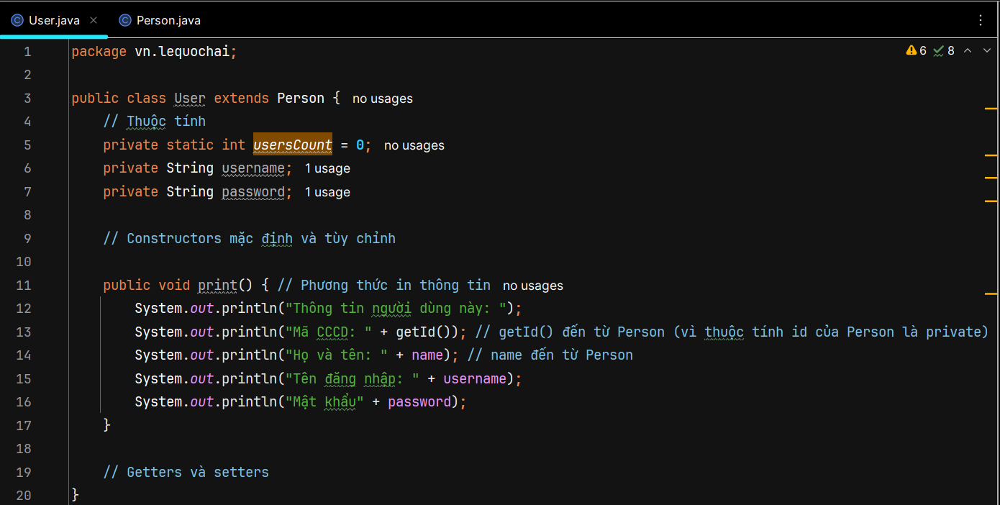 User.java Person.java
6 8
1 package vn.lequochai;
2
3 public class User extends Person { no usages
4 // Thuộc tính
5 private static int usersCount = 0; no usages
6 private String username; 1 usage
7 private String password; 1 usage
8
9 // Constructors mặc định và tùy chỉnh
10
11 public void print() { // Phương thức in thông tin no usages
12 System.out.println("Thông tin người dùng này: ");
13 System.out.println("Mã CCCD: " + getId()); // getId() đến từ Person (vì thuộc tính id của Person là private)
14 System.out.println("Họ và tên: " + name); // name đến từ Person
15 System.out.println("Tên đăng nhập: " + username);
16 System.out.println("Mật khẩu" + password);
17 }
18
19 // Getters và setters
20 }